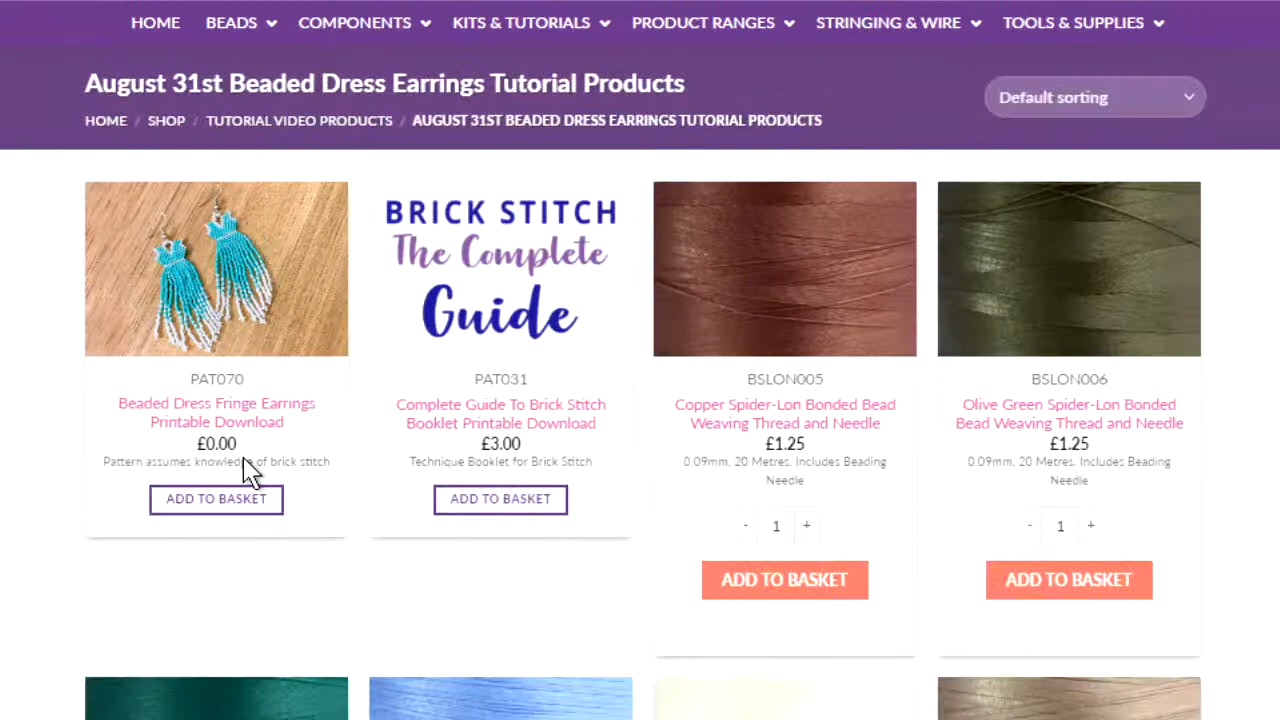 HOME BEADS COMPONENTS KITS & TUTORIALS PRODUCT RANGES STRINGING & WIRE TOOLS & SUPPLIES
August 31st Beaded Dress Earrings Tutorial Products
Default sorting
HOME / SHOP / TUTORIAL VIDEO PRODUCTS / AUGUST 31ST BEADED DRESS EARRINGS TUTORIAL PRODUCTS
BRICK STITCH
The Complete
Guide
PAT070
Beaded Dress Fringe Earrings
Printable Download
£0.00
Pattern assumes knowledge of brick stitch
ADD TO BASKET
PAT031
Complete Guide To Brick Stitch
Booklet Printable Download
£3.00
Technique Booklet for Brick Stitch
ADD TO BASKET
BSLON005
Copper Spider-Lon Bonded Bead
Weaving Thread and Needle
£1.25
0.09mm, 20 Metres. Includes Beading
Needle
- 1 +
ADD TO BASKET
BSLON006
Olive Green Spider-Lon Bonded
Bead Weaving Thread and Needle
£1.25
0.09mm, 20 Metres. Includes Beading
Needle
- 1 +
ADD TO BASKET